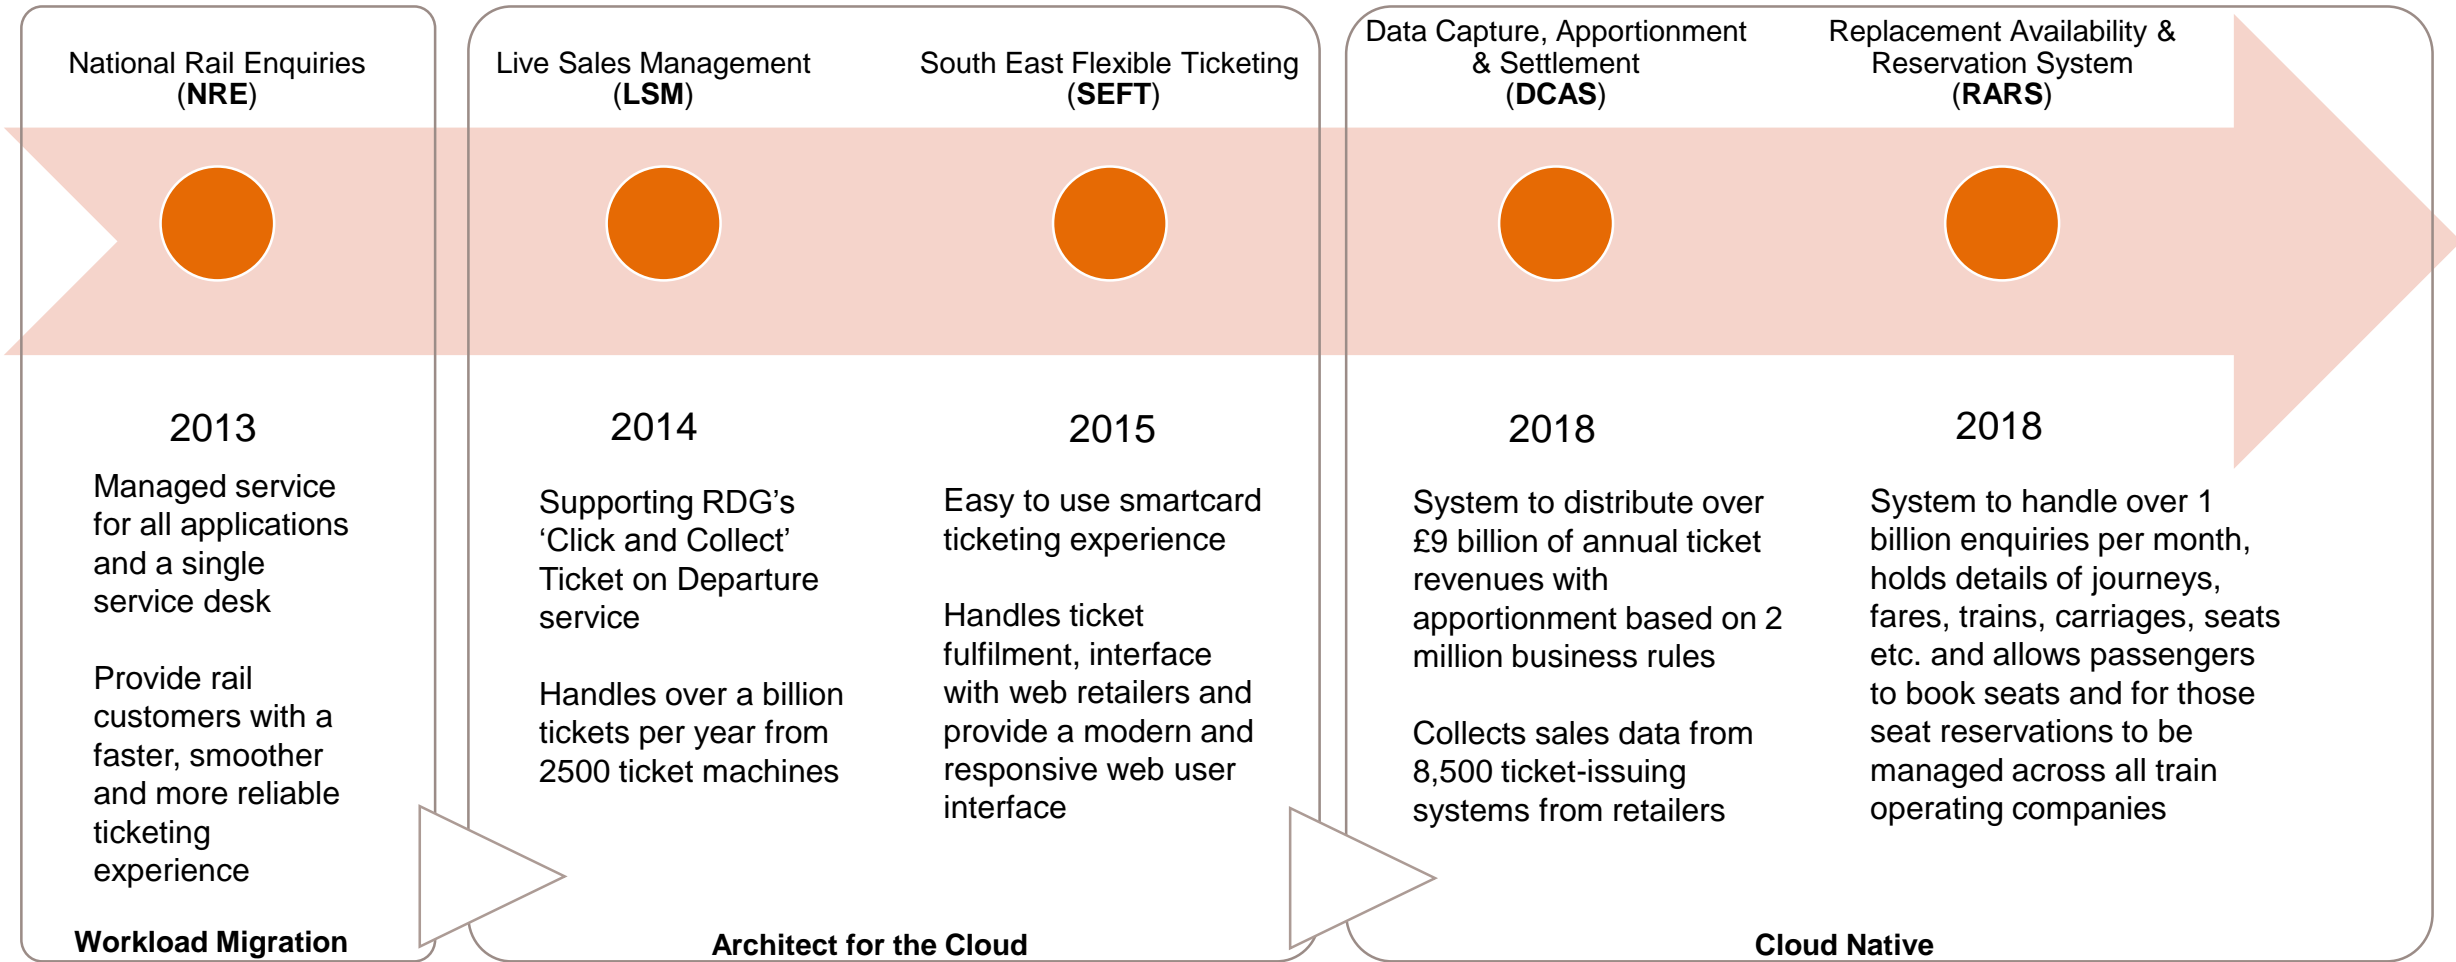 National Rail Enquiries
(NRE)
Live Sales Management
(LSM)
South East Flexible Ticketing
(SEFT)
Data Capture, Apportionment
& Settlement
(DCAS)
Replacement Availability &
Reservation System
(RARS)
2013
Managed service
for all applications
and a single
service desk
Provide rail
customers with a
faster, smoother
and more reliable
ticketing
experience
Workload Migration
2014
Supporting RDG’s
‘Click and Collect’
Ticket on Departure
service
Handles over a billion
tickets per year from
2500 ticket machines
2015
Easy to use smartcard
ticketing experience
Handles ticket
fulfilment, interface
with web retailers and
provide a modern and
responsive web user
interface
Architect for the Cloud
2018
System to distribute over
£9 billion of annual ticket
revenues with
apportionment based on 2
million business rules
Collects sales data from
8,500 ticket-issuing
systems from retailers
2018
System to handle over 1
billion enquiries per month,
holds details of journeys,
fares, trains, carriages, seats
etc. and allows passengers
to book seats and for those
seat reservations to be
managed across all train
operating companies
Cloud Native